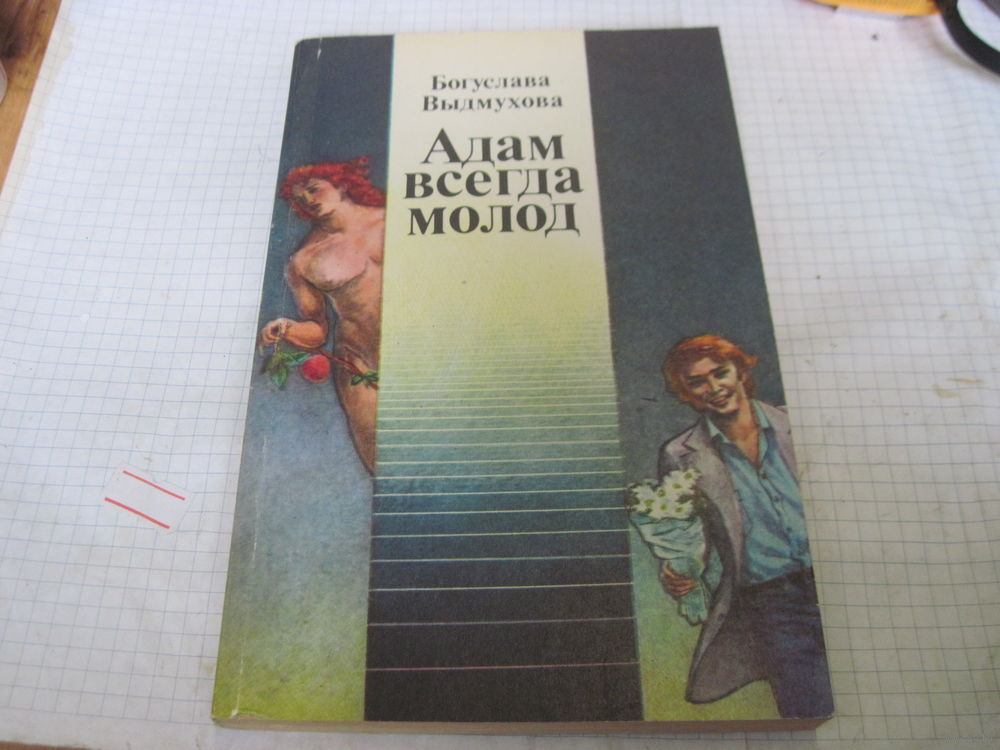 Богуслава
Выдмухова
Адам
всегда
молод